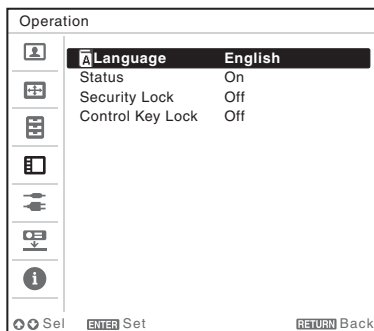 Operation
A Language English
Status On
Security Lock Off
Control Key Lock Off
i
Sel ENTER Set RETURN Back